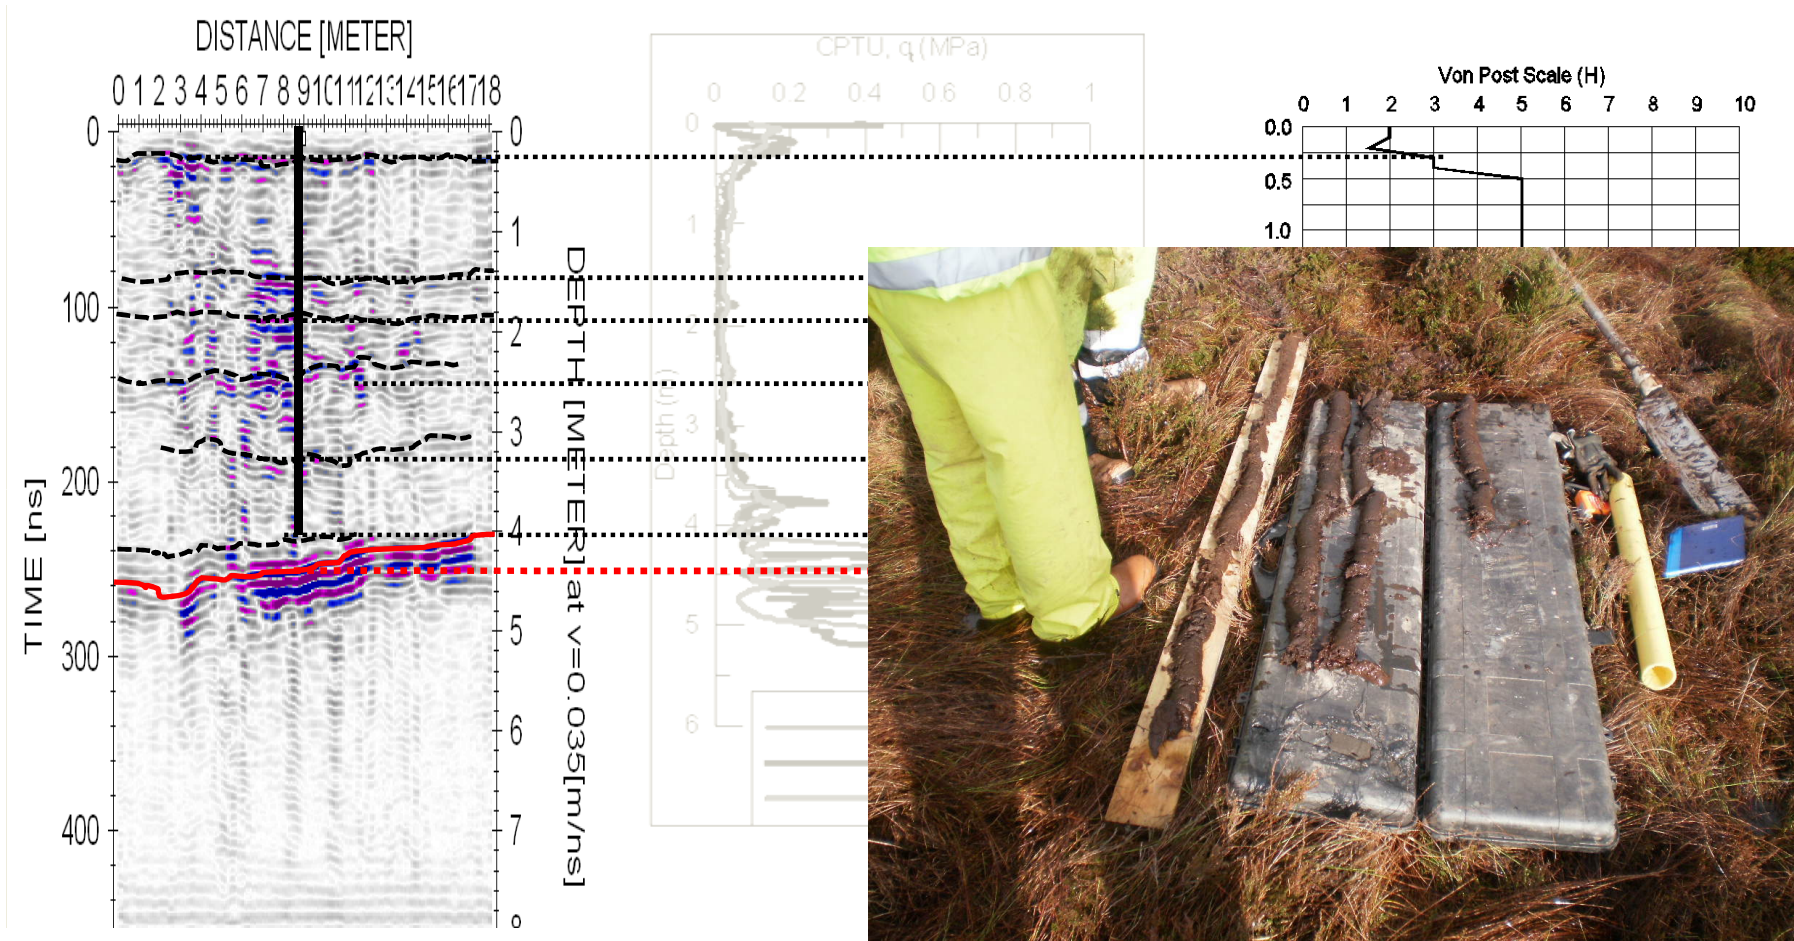 DISTANCE [METER]
0 1 2 3 4 5 6 7 8 9 10 11 12 13 14 15 16 17 18
0
100
200
300
400
TIME [ns]
0
1
2
3
4
5
6
7
8
DEPTH [METER] at v=0.035[m/ns]
CPTU, q (MPa)
0 0.2 0.4 0.6 0.8 1
0
1
2
3
4
5
6
Depth (m)
Von Post Scale (H)
0 1 2 3 4 5 6 7 8 9 10
0.0
0.5
1.0